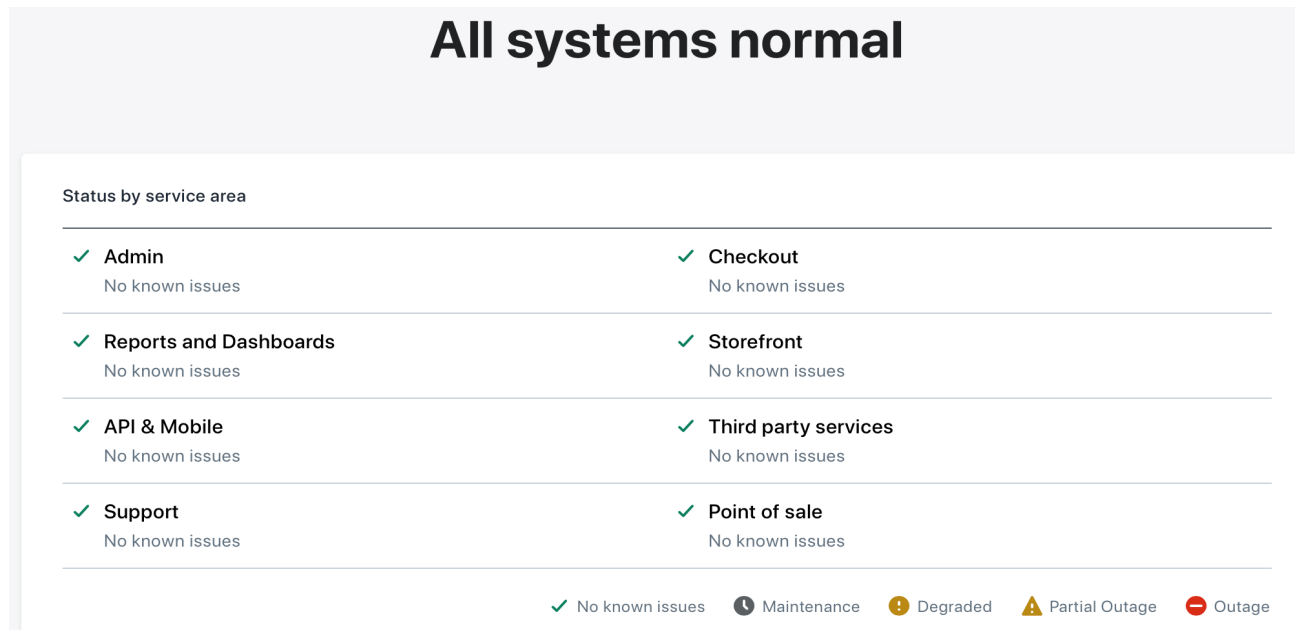 All systems normal
Status by service area
Admin
No known issues
Checkout
No known issues
Reports and Dashboards
No known issues
Storefront
No known issues
API & Mobile
No known issues
Third party services
No known issues
Support
No known issues
Point of sale
No known issues
No known issues
Maintenance
Degraded
Partial Outage
Outage